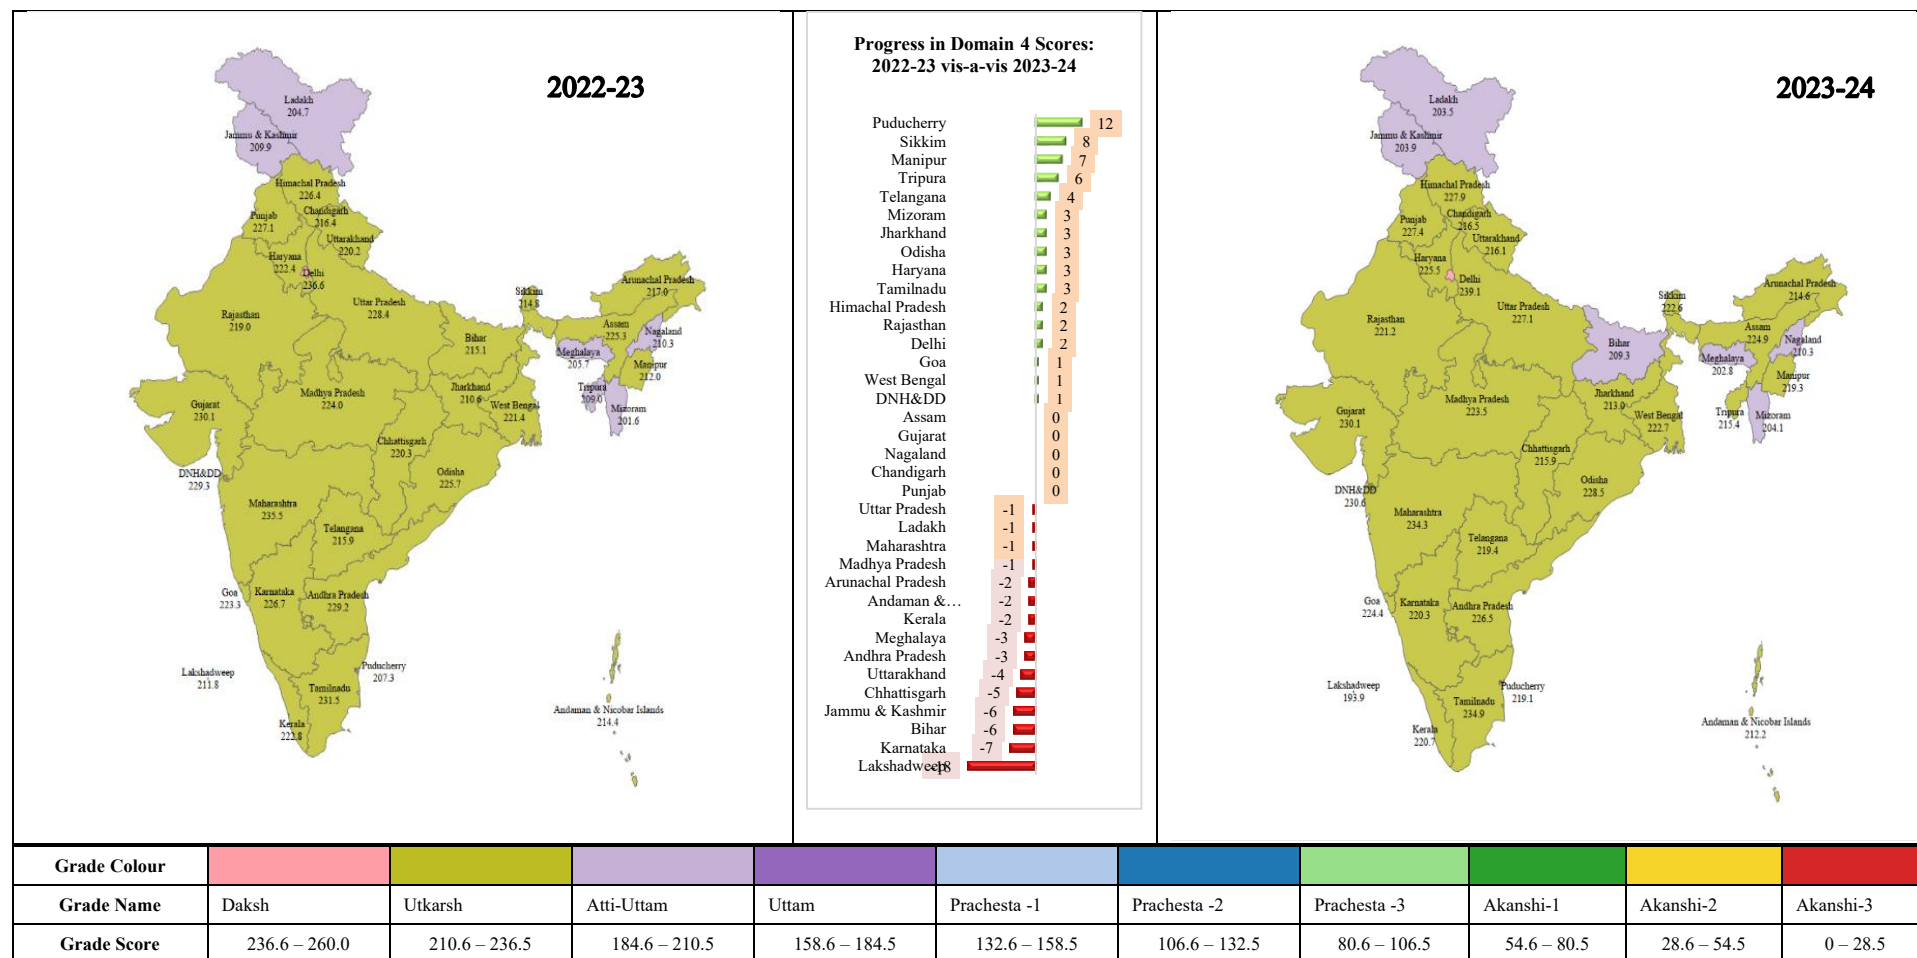 2022-23
Ladakh
204.7
Jammu & Kashmir
209.9
Himachal Pradesh
226.4
Chandigarh
216.4
Punjab
227.1
Uttarakhand
220.2
Haryana
222.4
Delhi
236.6
Rajasthan
219.0
Uttar Pradesh
228.4
Sikkim
214.8
Arunachal Pradesh
217.0
Assam
225.3
Nagaland
210.3
Meghalaya
205.7
Manipur
212.0
Tripura
209.0
Mizoram
201.6
Bihar
215.1
Jharkhand
210.6
West Bengal
221.4
Gujarat
230.1
Madhya Pradesh
224.0
Chhattisgarh
220.3
Odisha
225.7
DNH&DD
229.3
Maharashtra
235.5
Telangana
215.9
Goa
223.3
Karnataka
226.7
Andhra Pradesh
229.2
Lakshadweep
211.8
Puducherry
207.3
Tamilnadu
231.5
Kerala
222.8
Andaman & Nicobar Islands
214.4
Progress in Domain 4 Scores:
2022-23 vis-a-vis 2023-24
Puducherry 12
Sikkim 8
Manipur 7
Tripura 6
Telangana 4
Mizoram 3
Jharkhand 3
Odisha 3
Haryana 3
Tamilnadu 3
Himachal Pradesh 2
Rajasthan 2
Delhi 2
Goa 1
West Bengal 1
DNH&DD 1
Assam 0
Gujarat 0
Nagaland 0
Chandigarh 0
Punjab 0
Uttar Pradesh -1
Ladakh -1
Maharashtra -1
Madhya Pradesh -1
Arunachal Pradesh -2
Andaman &… -2
Kerala -2
Meghalaya -3
Andhra Pradesh -3
Uttarakhand -4
Chhattisgarh -5
Jammu & Kashmir -6
Bihar -6
Karnataka -7
Lakshadweep -18
2023-24
Ladakh
203.5
Jammu & Kashmir
203.9
Himachal Pradesh
227.9
Chandigarh
216.5
Punjab
227.4
Uttarakhand
216.1
Haryana
225.5
Delhi
239.1
Rajasthan
221.2
Uttar Pradesh
227.1
Sikkim
222.6
Arunachal Pradesh
214.6
Assam
224.9
Nagaland
210.3
Meghalaya
202.8
Manipur
219.3
Tripura
215.4
Mizoram
204.1
Bihar
209.3
Jharkhand
213.0
West Bengal
222.7
Gujarat
230.1
Madhya Pradesh
223.5
Chhattisgarh
215.9
Odisha
228.5
DNH&DD
230.6
Maharashtra
234.3
Telangana
219.4
Goa
224.4
Karnataka
220.3
Andhra Pradesh
226.5
Lakshadweep
193.9
Puducherry
219.1
Tamilnadu
234.9
Kerala
220.7
Andaman & Nicobar Islands
212.2
Grade Colour
Grade Name Daksh Utkarsh Atti-Uttam Uttam Prachesta -1 Prachesta -2 Prachesta -3 Akanshi-1 Akanshi-2 Akanshi-3
Grade Score 236.6 – 260.0 210.6 – 236.5 184.6 – 210.5 158.6 – 184.5 132.6 – 158.5 106.6 – 132.5 80.6 – 106.5 54.6 – 80.5 28.6 – 54.5 0 – 28.5